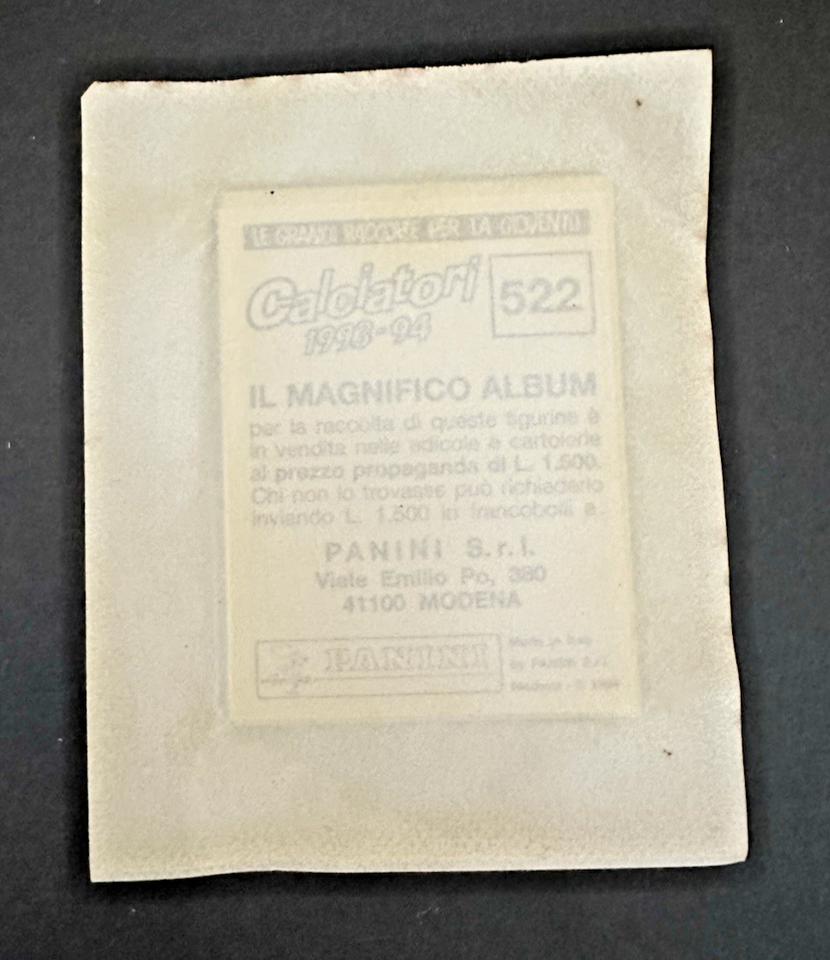 LE GRANDI RACCOLTE PER LA GIOVENTÙ
Calciatori
1993-94
522
IL MAGNIFICO ALBUM
per la raccolta di queste figurine è
in vendita nelle edicole e cartolerie
al prezzo propaganda di L. 1.500.
Chi non lo trovasse può richiederlo
inviando L. 1.500 in francobolli a:
PANINI S.r.l.
Viale Emilio Po, 380
41100 MODENA
PANINI
Made in Italy
by PANINI S.r.l.
Modena - ©